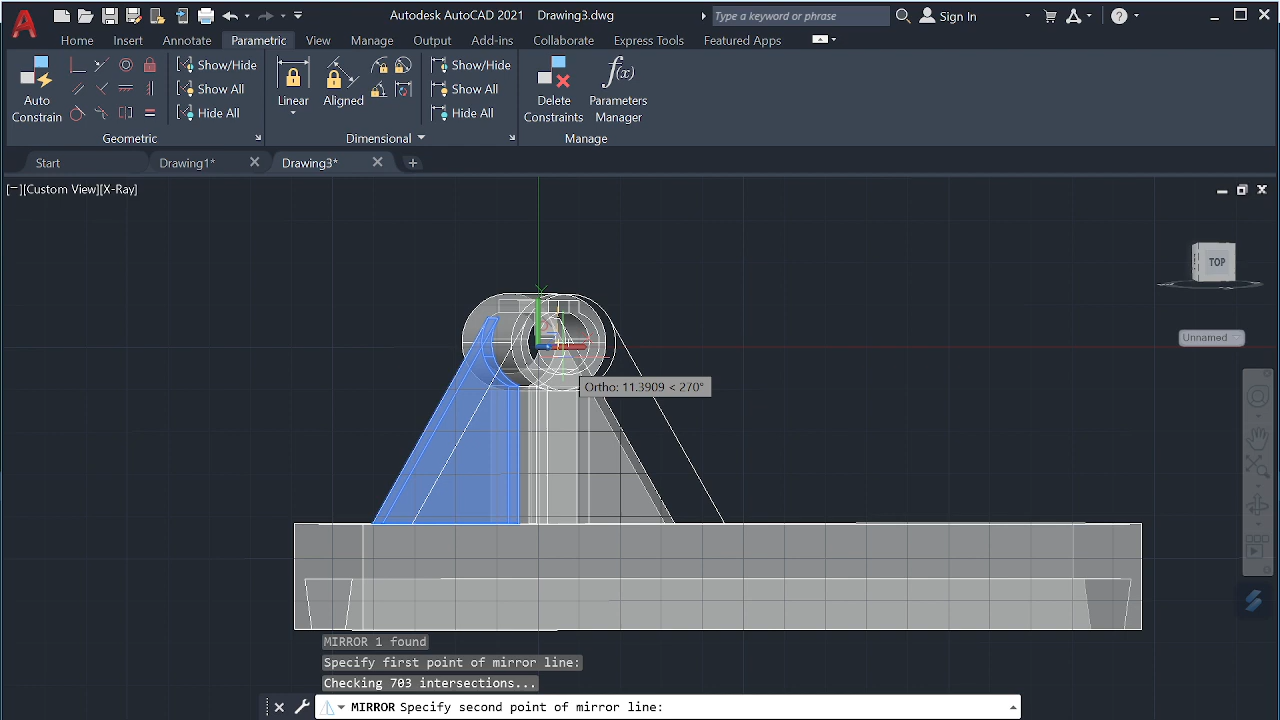 Autodesk AutoCAD 2021 Drawing3.dwg
Type a keyword or phrase
Sign In
Home Insert Annotate Parametric View Manage Output Add-ins Collaborate Express Tools Featured Apps
Auto
Constrain
Show/Hide
Show All
Hide All
Geometric
Linear
Aligned
Show/Hide
Show All
Hide All
Dimensional
Delete
Constraints
Parameters
Manager
Manage
Start Drawing1* Drawing3*
[−][Custom View][X-Ray]
TOP
Unnamed
Ortho: 11.3909 < 270°
MIRROR 1 found
Specify first point of mirror line:
Checking 703 intersections...
MIRROR Specify second point of mirror line: